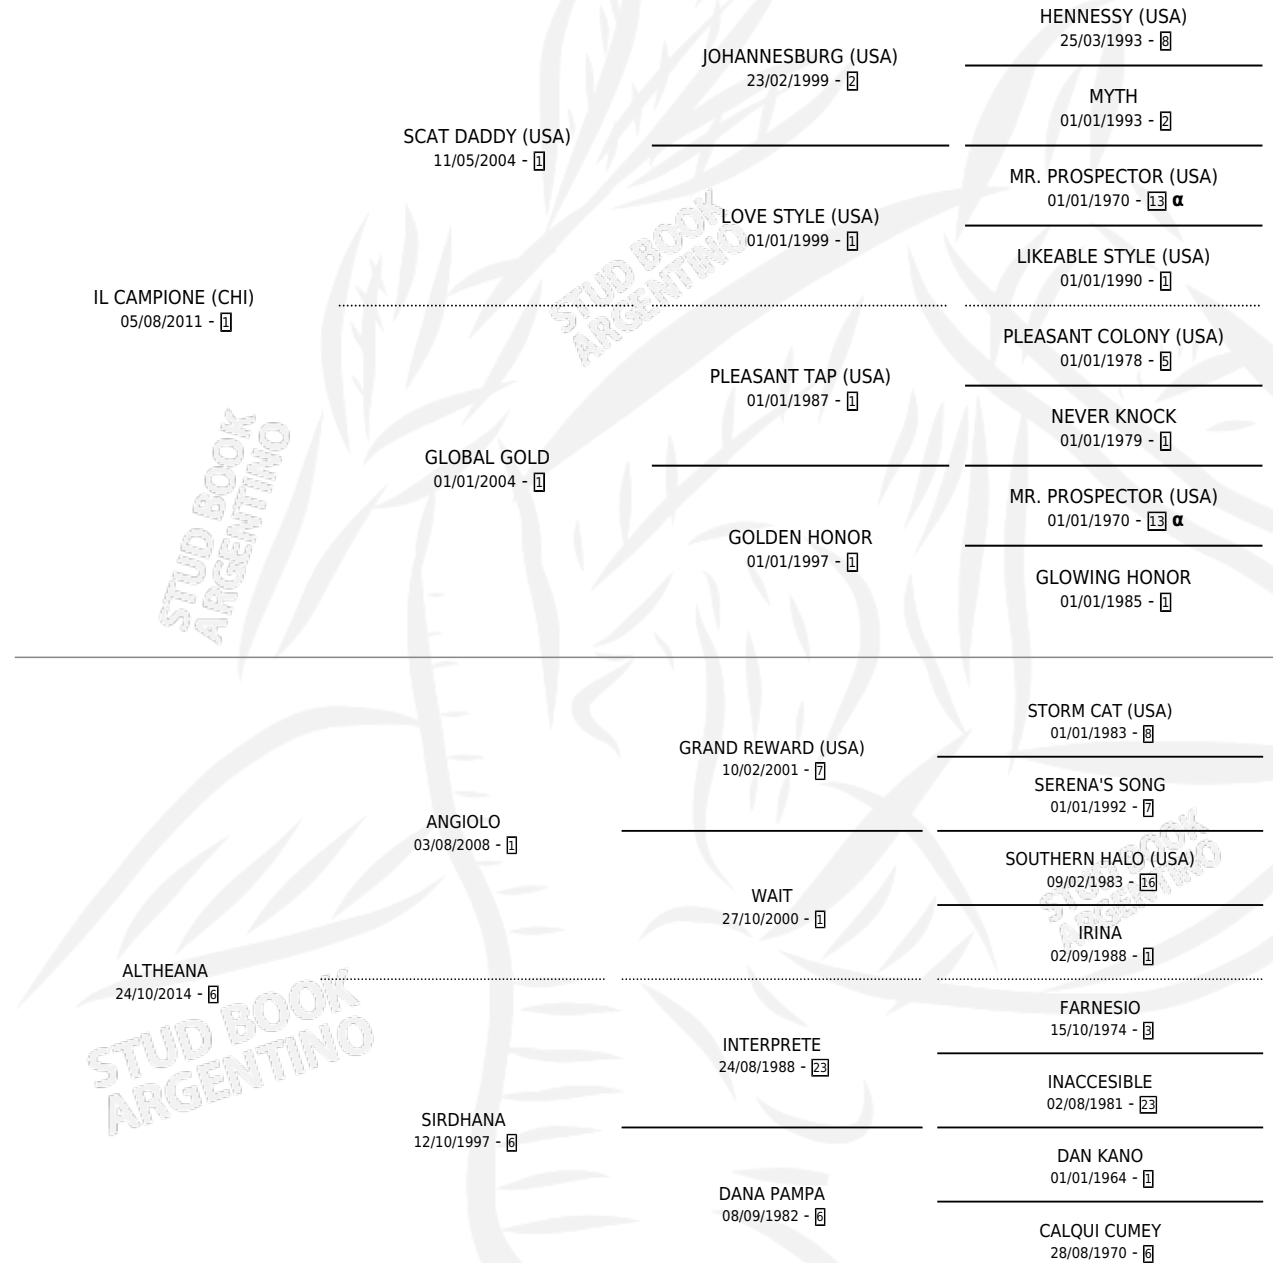 HENNESSY (USA)
25/03/1993 - 8
JOHANNESBURG (USA)
23/02/1999 - 2
MYTH
01/01/1993 - 2
SCAT DADDY (USA)
11/05/2004 - 1
MR. PROSPECTOR (USA)
01/01/1970 - 13 α
LOVE STYLE (USA)
01/01/1999 - 1
LIKEABLE STYLE (USA)
01/01/1990 - 1
IL CAMPIONE (CHI)
05/08/2011 - 1
PLEASANT COLONY (USA)
01/01/1978 - 5
PLEASANT TAP (USA)
01/01/1987 - 1
NEVER KNOCK
01/01/1979 - 1
GLOBAL GOLD
01/01/2004 - 1
MR. PROSPECTOR (USA)
01/01/1970 - 13 α
GOLDEN HONOR
01/01/1997 - 1
GLOWING HONOR
01/01/1985 - 1
STORM CAT (USA)
01/01/1983 - 8
GRAND REWARD (USA)
10/02/2001 - 7
SERENA'S SONG
01/01/1992 - 7
ANGIOLO
03/08/2008 - 1
SOUTHERN HALO (USA)
09/02/1983 - 16
WAIT
27/10/2000 - 1
IRINA
02/09/1988 - 1
ALTHEANA
24/10/2014 - 6
FARNESIO
15/10/1974 - 3
INTERPRETE
24/08/1988 - 23
INACCESIBLE
02/08/1981 - 23
SIRDHANA
12/10/1997 - 6
DAN KANO
01/01/1964 - 1
DANA PAMPA
08/09/1982 - 6
CALQUI CUMEY
28/08/1970 - 6
STUD BOOK
ARGENTINO
STUD BOOK
ARGENTINO
STUD BOOK
ARGENTINO
STUD BOOK
ARGENTINO